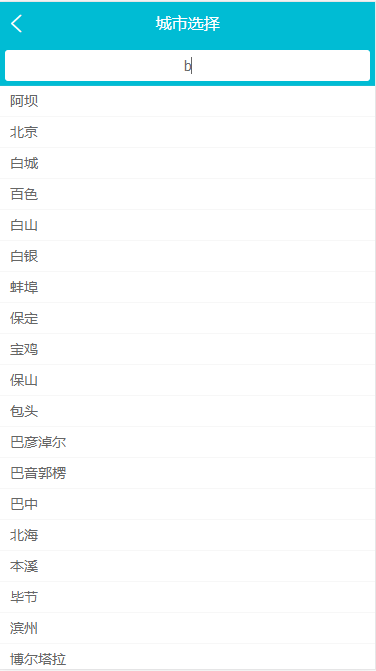 城市选择
b
阿坝
北京
白城
百色
白山
白银
蚌埠
保定
宝鸡
保山
包头
巴彦淖尔
巴音郭楞
巴中
北海
本溪
毕节
滨州
博尔塔拉